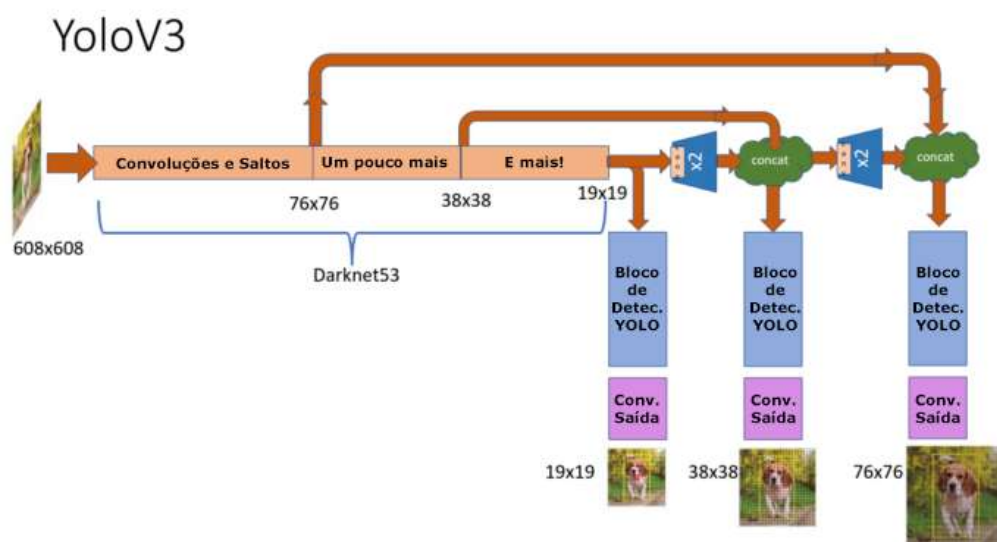 YoloV3
Convoluções e Saltos
Um pouco mais
E mais!
x2
concat
x2
concat
76x76
38x38
19x19
608x608
Darknet53
Bloco
de
Detec.
YOLO
Bloco
de
Detec.
YOLO
Bloco
de
Detec.
YOLO
Conv.
Saída
Conv.
Saída
Conv.
Saída
19x19
38x38
76x76